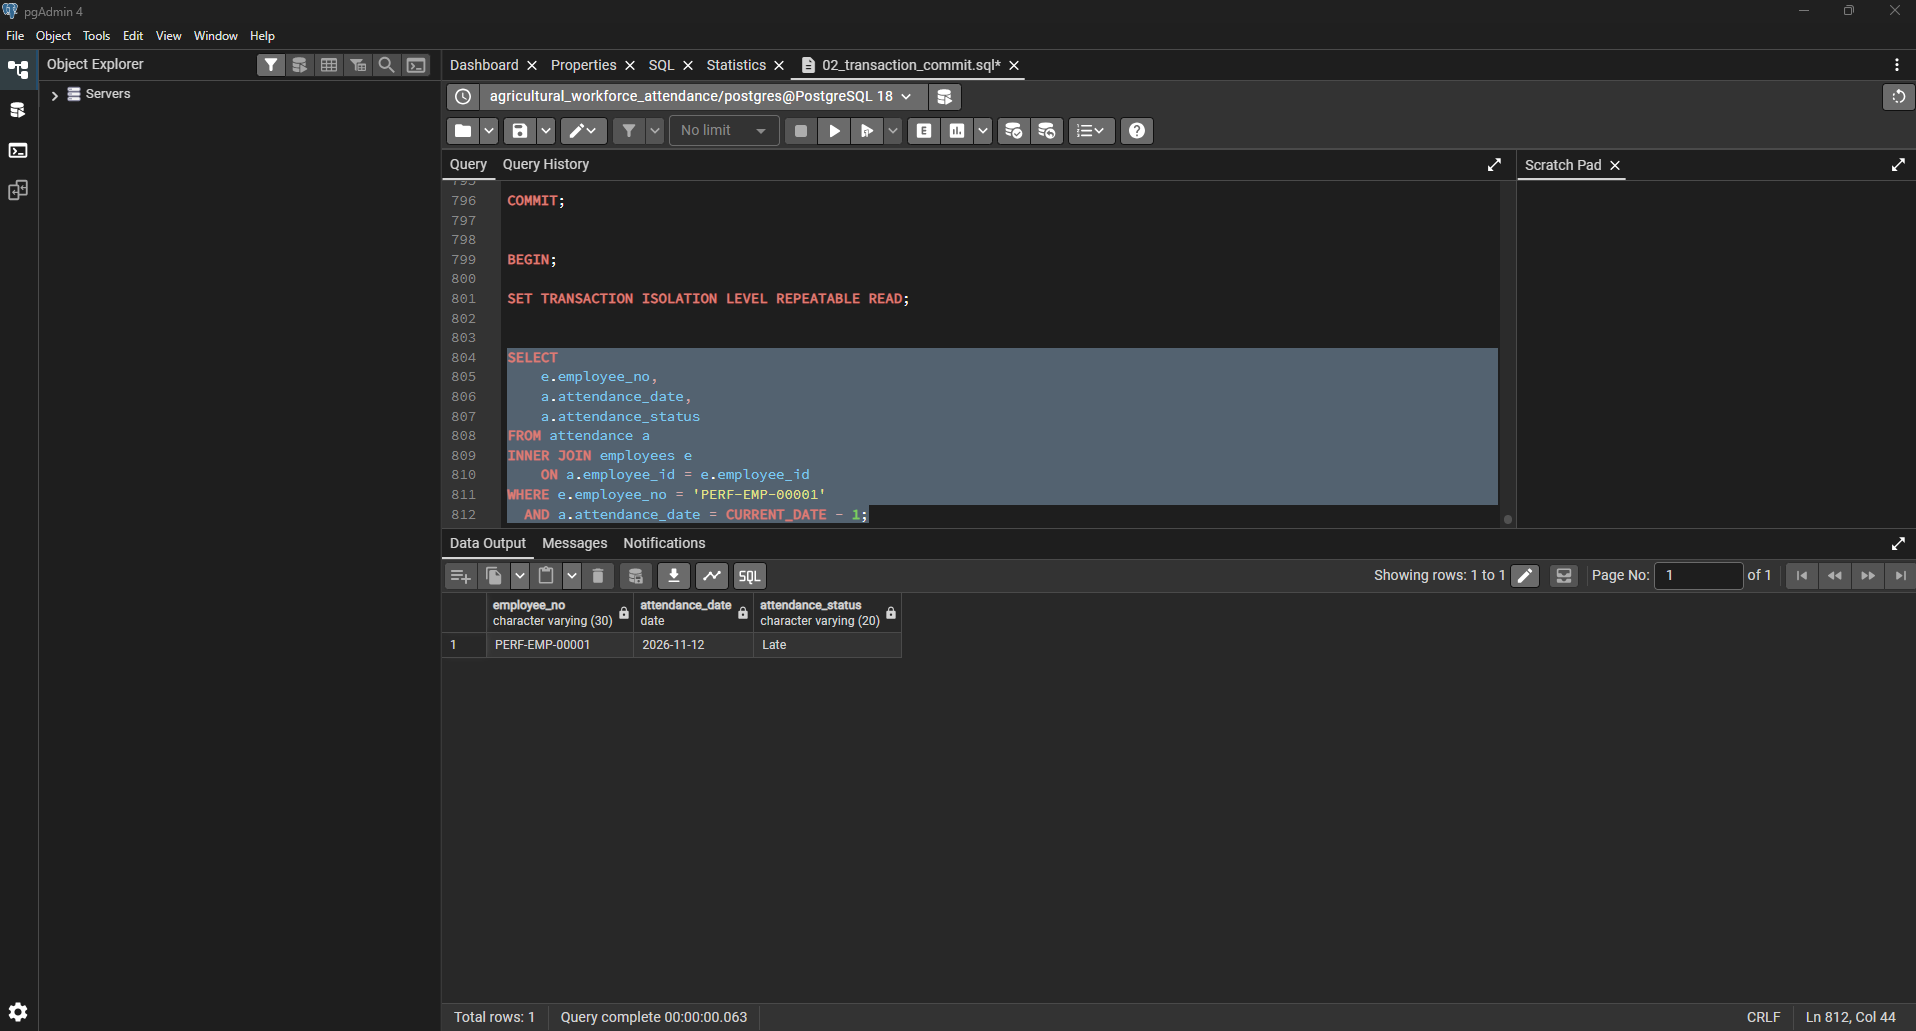 pgAdmin 4
File Object Tools Edit View Window Help
Object Explorer
Servers
Dashboard Properties SQL Statistics 02_transaction_commit.sql*
agricultural_workforce_attendance/postgres@PostgreSQL 18
No limit
E
SQL
Query Query History
Scratch Pad
795
796 COMMIT;
797
798
799 BEGIN;
800
801 SET TRANSACTION ISOLATION LEVEL REPEATABLE READ;
802
803
804 SELECT
805 e.employee_no,
806 a.attendance_date,
807 a.attendance_status
808 FROM attendance a
809 INNER JOIN employees e
810 ON a.employee_id = e.employee_id
811 WHERE e.employee_no = 'PERF-EMP-00001'
812 AND a.attendance_date = CURRENT_DATE - 1;
Data Output Messages Notifications
Showing rows: 1 to 1 Page No: 1 of 1
employee_no attendance_date attendance_status
character varying (30) date character varying (20)
1 PERF-EMP-00001 2026-11-12 Late
Total rows: 1 Query complete 00:00:00.063 CRLF Ln 812, Col 44